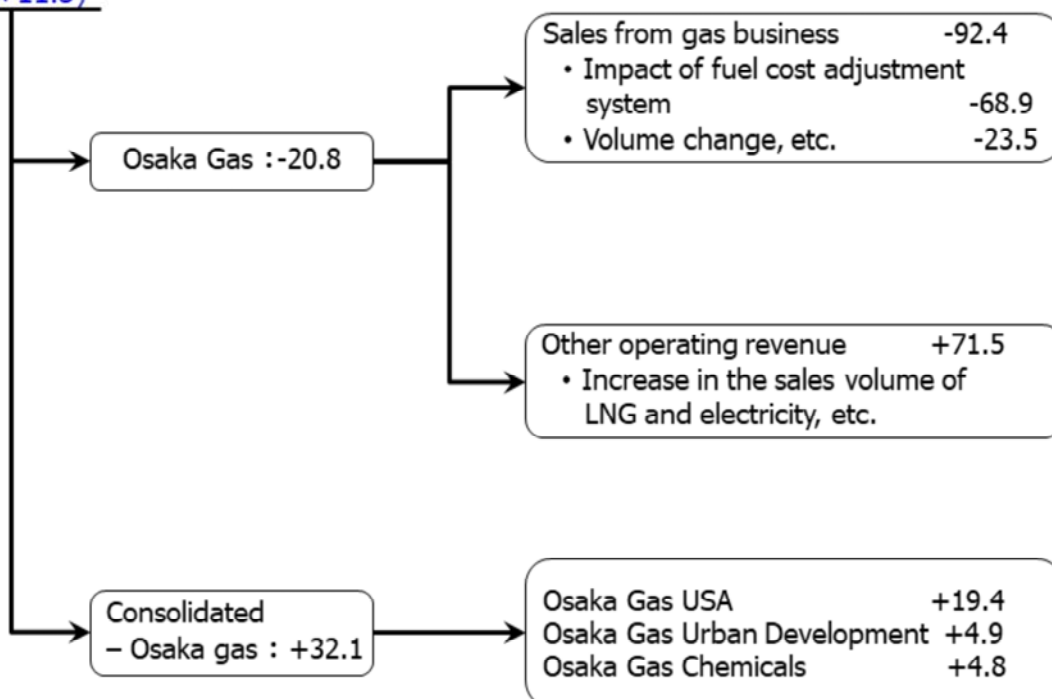 Sales from gas business -92.4
・Impact of fuel cost adjustment
system -68.9
・Volume change, etc. -23.5
Osaka Gas：-20.8
Other operating revenue +71.5
・Increase in the sales volume of
LNG and electricity, etc.
Consolidated
– Osaka gas：+32.1
Osaka Gas USA +19.4
Osaka Gas Urban Development +4.9
Osaka Gas Chemicals +4.8